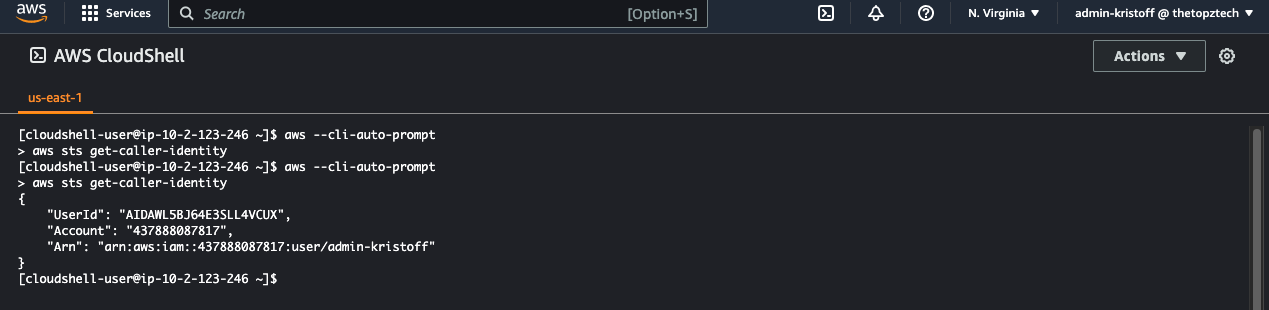 aws Services Search [Option+S] N. Virginia ▼ admin-kristoff @ thetopztech ▼
AWS CloudShell Actions ▼
us-east-1
[cloudshell-user@ip-10-2-123-246 ~]$ aws --cli-auto-prompt
> aws sts get-caller-identity
[cloudshell-user@ip-10-2-123-246 ~]$ aws --cli-auto-prompt
> aws sts get-caller-identity
{
    "UserId": "AIDAWL5BJ64E3SLL4VCUX",
    "Account": "437888087817",
    "Arn": "arn:aws:iam::437888087817:user/admin-kristoff"
}
[cloudshell-user@ip-10-2-123-246 ~]$